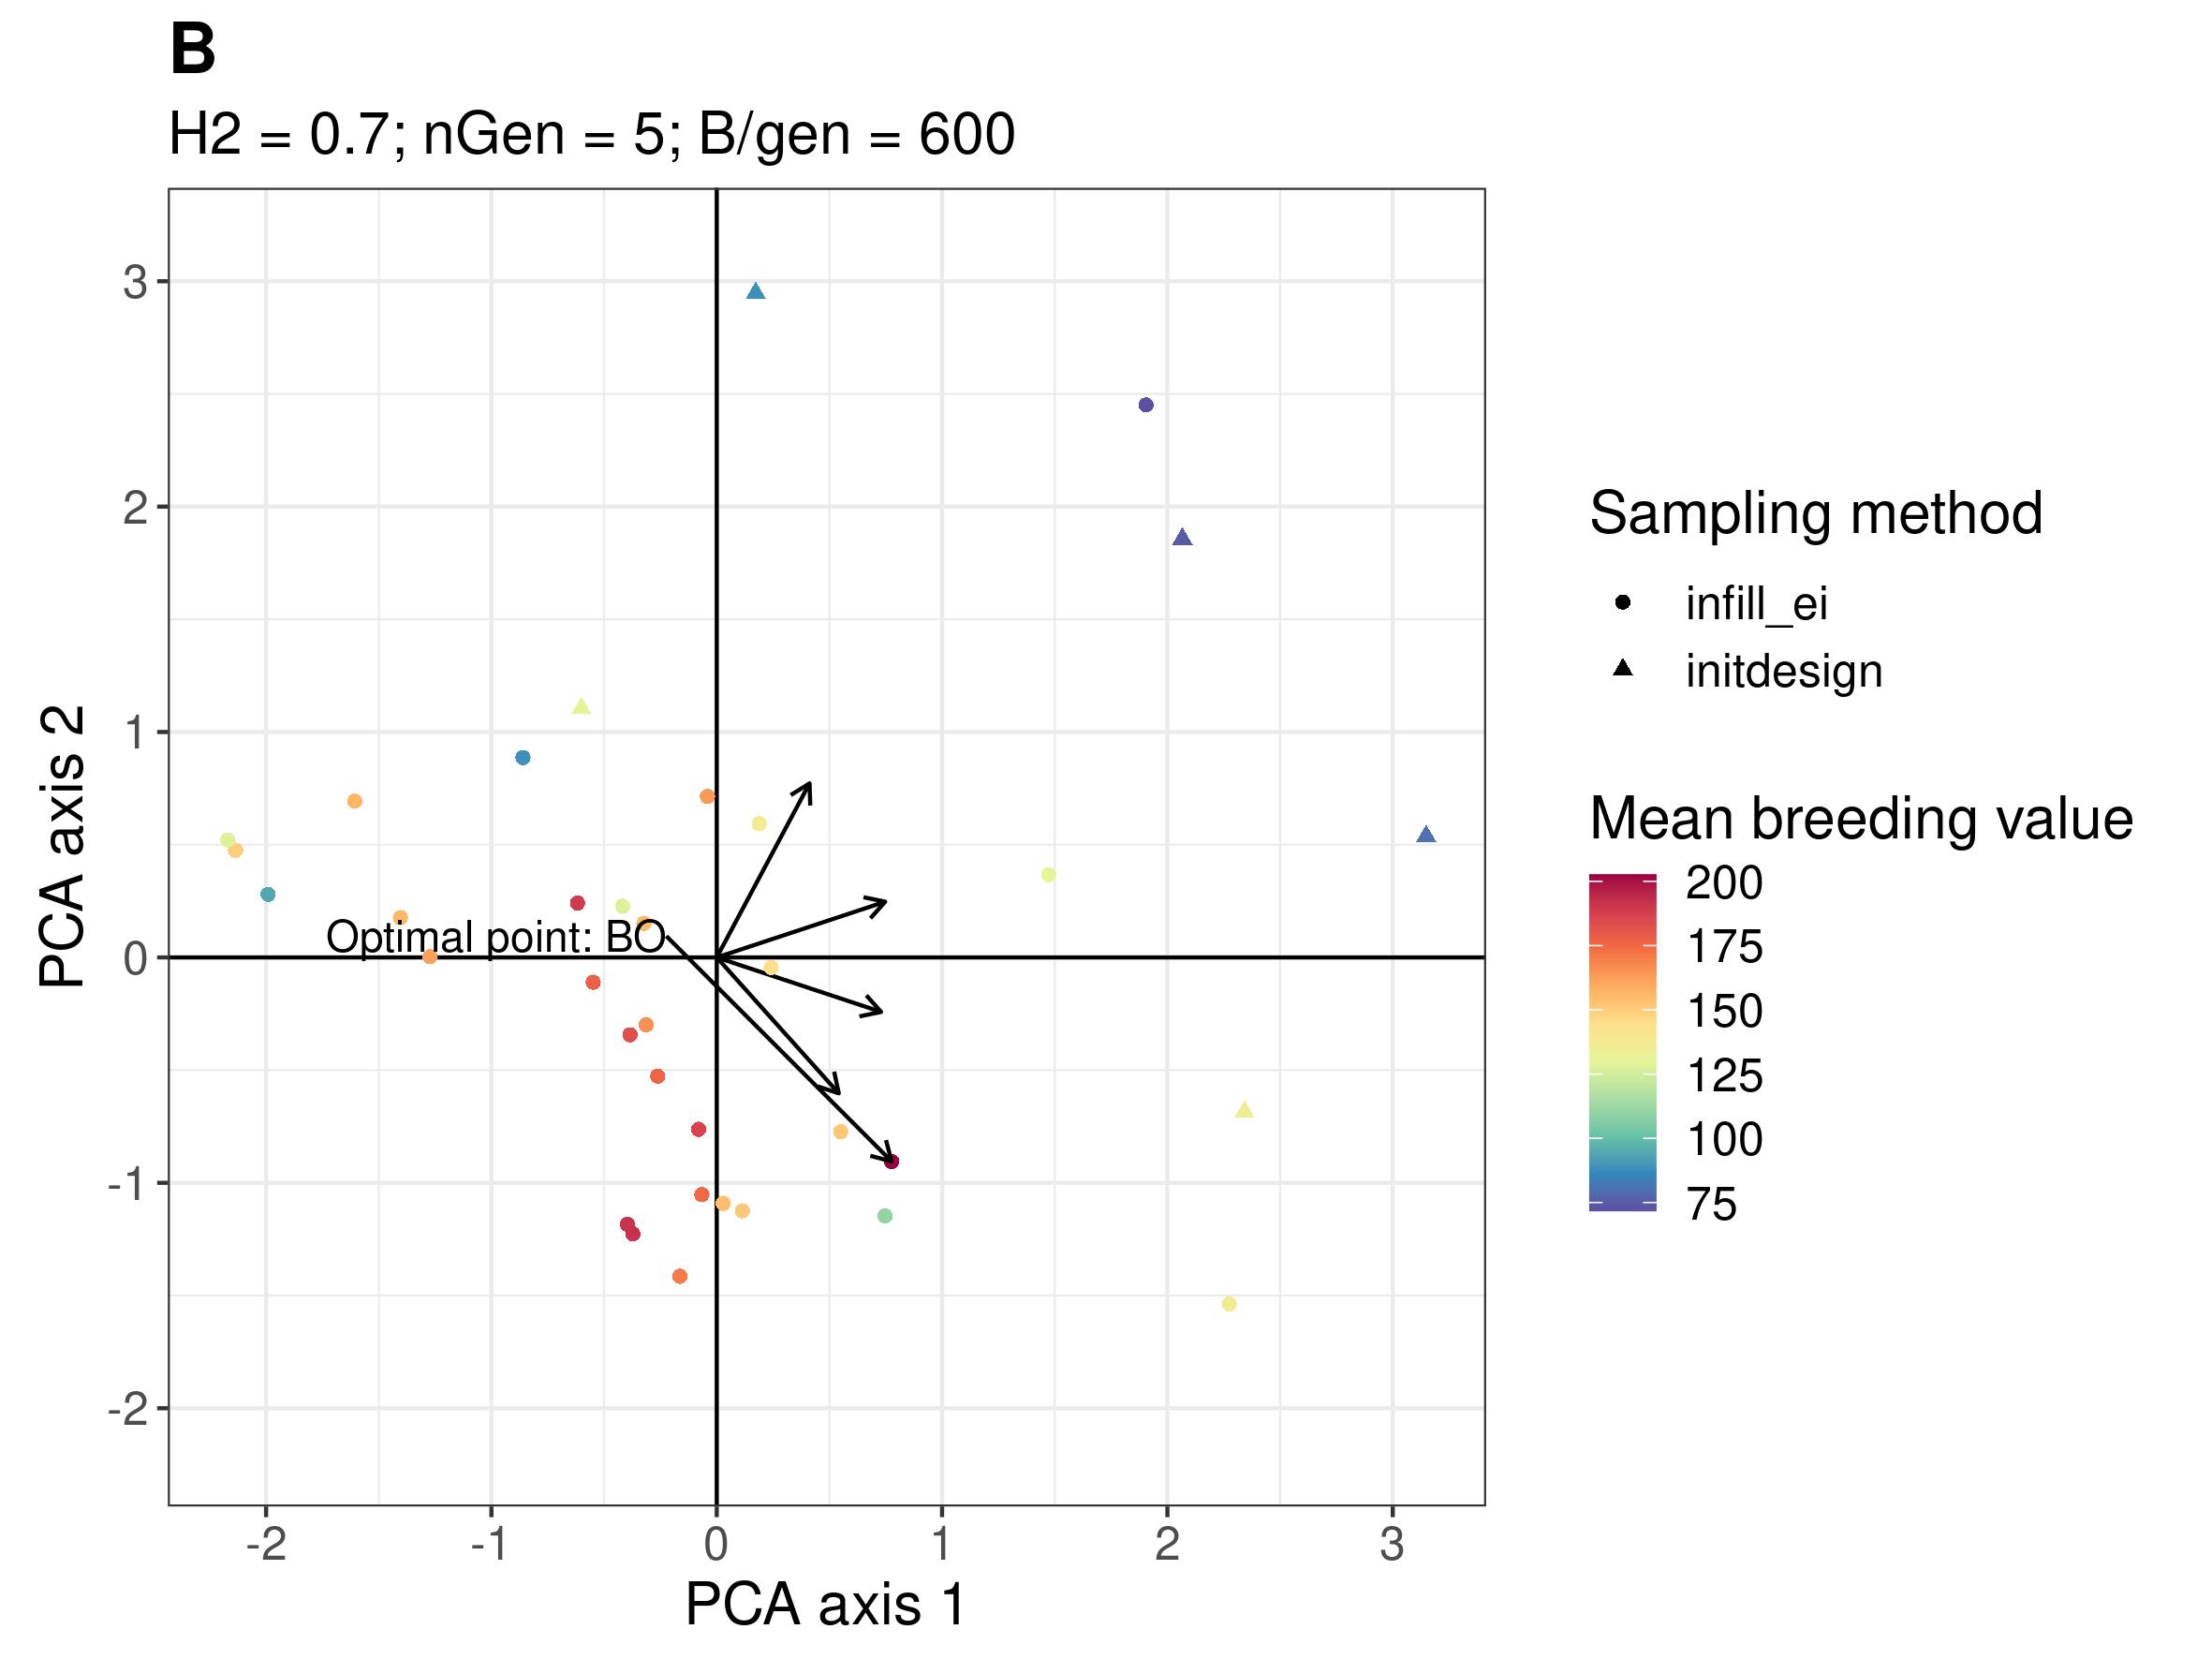 B
H2 = 0.7; nGen = 5; B/gen = 600
PCA axis 2
3
2
1
0
-1
-2
Optimal point: BO
-2 -1 0 1 2 3
PCA axis 1
Sampling method
infill_ei
initdesign
Mean breeding value
200
175
150
125
100
75